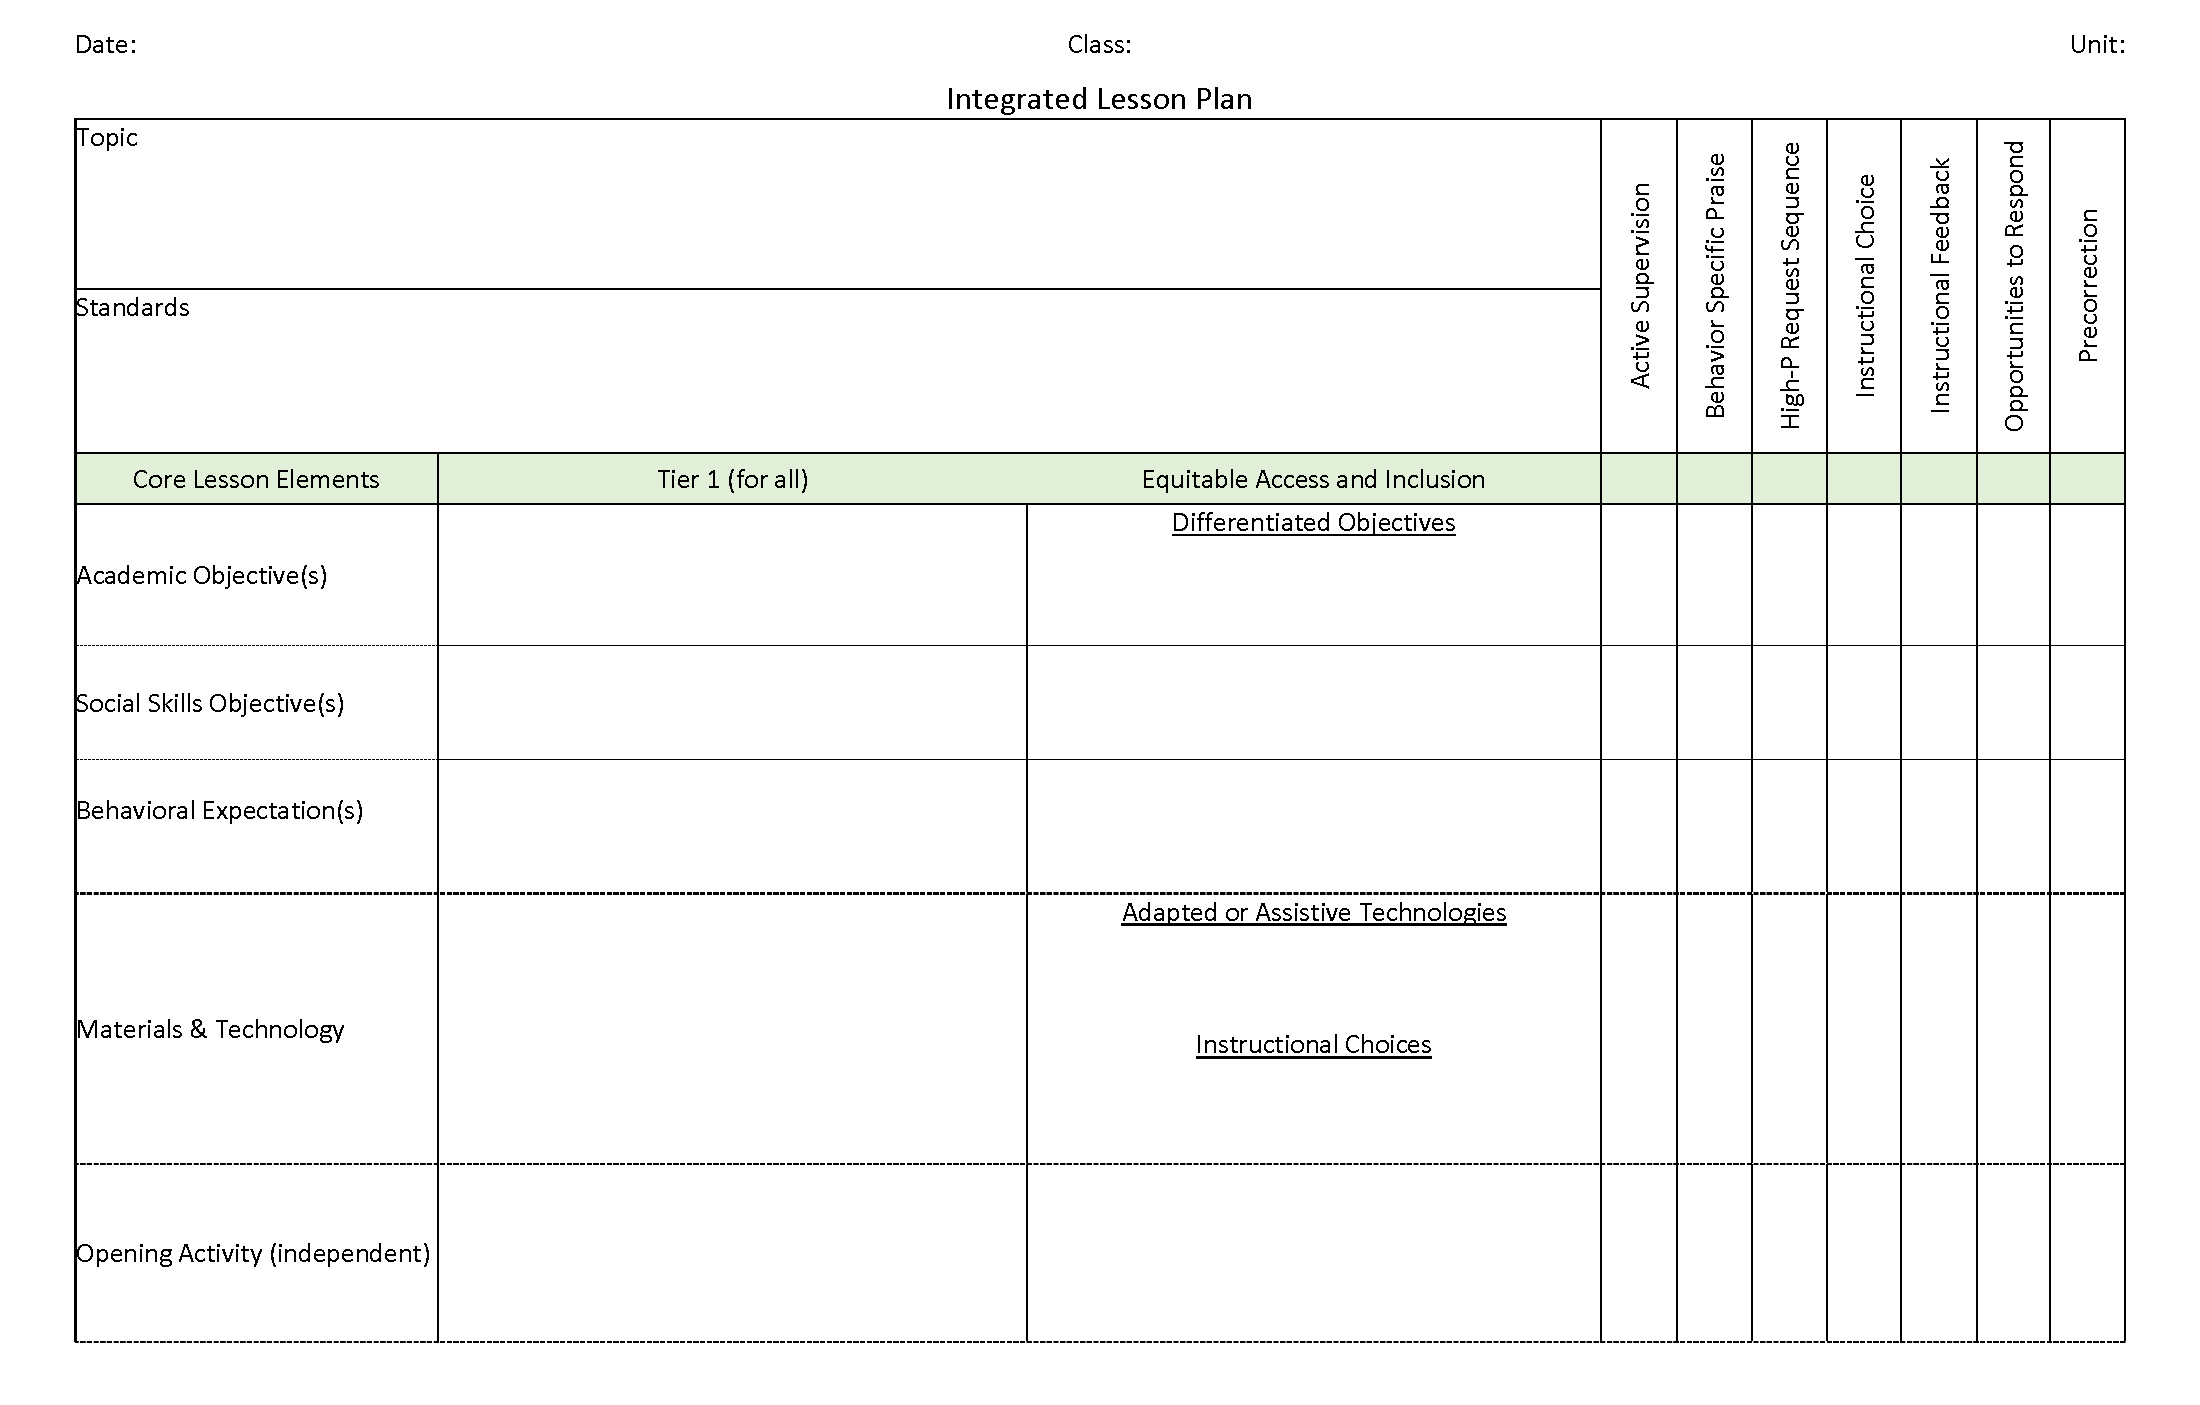 Date: Class: Unit:
Integrated Lesson Plan
Topic
Standards
Active Supervision
Behavior Specific Praise
High-P Request Sequence
Instructional Choice
Instructional Feedback
Opportunities to Respond
Precorrection
Core Lesson Elements Tier 1 (for all) Equitable Access and Inclusion
Differentiated Objectives
Academic Objective(s)
Social Skills Objective(s)
Behavioral Expectation(s)
Adapted or Assistive Technologies
Materials & Technology
Instructional Choices
Opening Activity (independent)